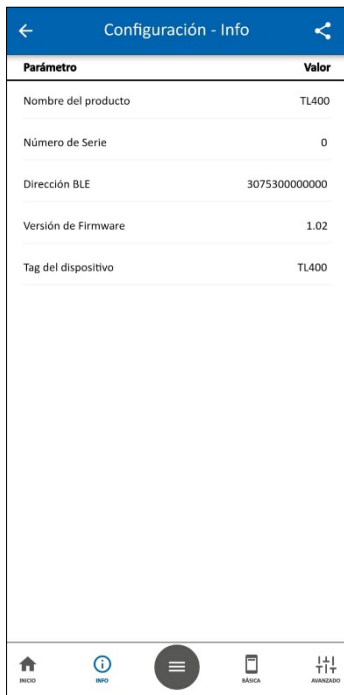 Configuración - Info
Parámetro Valor
Nombre del producto TL400
Número de Serie 0
Dirección BLE 3075300000000
Versión de Firmware 1.02
Tag del dispositivo TL400
INICIO INFO BÁSICA AVANZADO